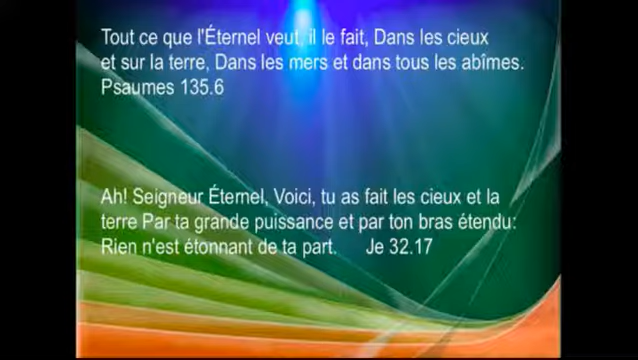 Tout ce que l'Éternel veut, il le fait, Dans les cieux
et sur la terre, Dans les mers et dans tous les abîmes.
Psaumes 135.6
Ah! Seigneur Éternel, Voici, tu as fait les cieux et la
terre Par ta grande puissance et par ton bras étendu:
Rien n'est étonnant de ta part. Je 32.17